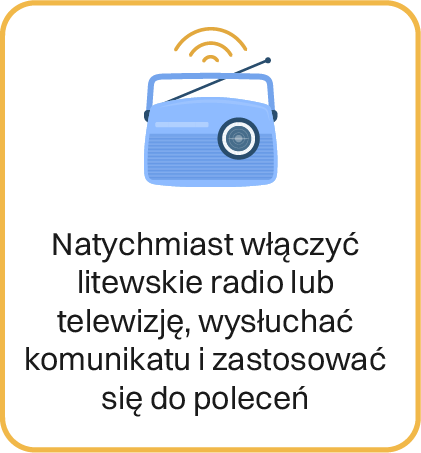 Natychmiast włączyć
litewskie radio lub
telewizję, wysłuchać
komunikatu i zastosować
się do poleceń